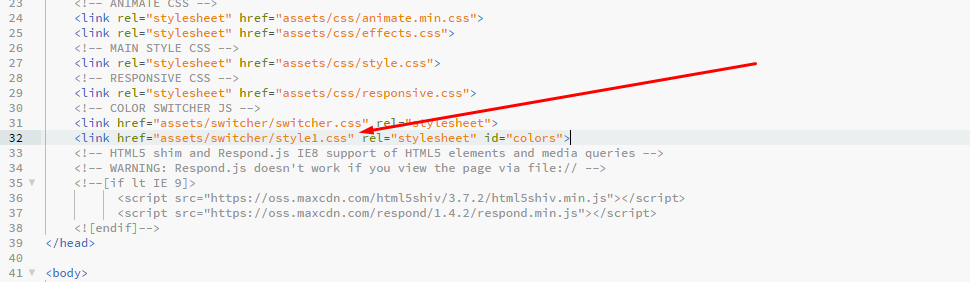 23 <!-- ANIMATE CSS -->
24 <link rel="stylesheet" href="assets/css/animate.min.css">
25 <link rel="stylesheet" href="assets/css/effects.css">
26 <!-- MAIN STYLE CSS -->
27 <link rel="stylesheet" href="assets/css/style.css">
28 <!-- RESPONSIVE CSS -->
29 <link rel="stylesheet" href="assets/css/responsive.css">
30 <!-- COLOR SWITCHER JS -->
31 <link href="assets/switcher/switcher.css" rel="stylesheet">
32 <link href="assets/switcher/style1.css" rel="stylesheet" id="colors">
33 <!-- HTML5 shim and Respond.js IE8 support of HTML5 elements and media queries -->
34 <!-- WARNING: Respond.js doesn't work if you view the page via file:// -->
35 <!--[if lt IE 9]>
36 <script src="https://oss.maxcdn.com/html5shiv/3.7.2/html5shiv.min.js"></script>
37 <script src="https://oss.maxcdn.com/respond/1.4.2/respond.min.js"></script>
38 <![endif]-->
39 </head>
40
41 <body>